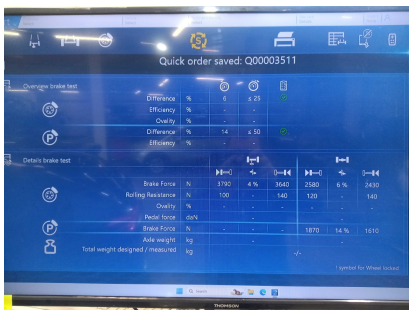 Quick order saved: Q00003511
Overview brake test
Difference % 6 ≤ 25
Efficiency % - -
Ovality % - -
Difference % 14 ≤ 50
Efficiency % - -
Details brake test
Brake Force N 3790 4 % 3640 2580 6 % 2430
Rolling Resistance N 100 - 140 120 - 140
Ovality % - - - - - -
Pedal force daN - -
Brake Force N - - - 1870 14 % 1610
Axle weight kg - -
Total weight designed / measured kg -/-
! symbol for Wheel locked
THOMSON